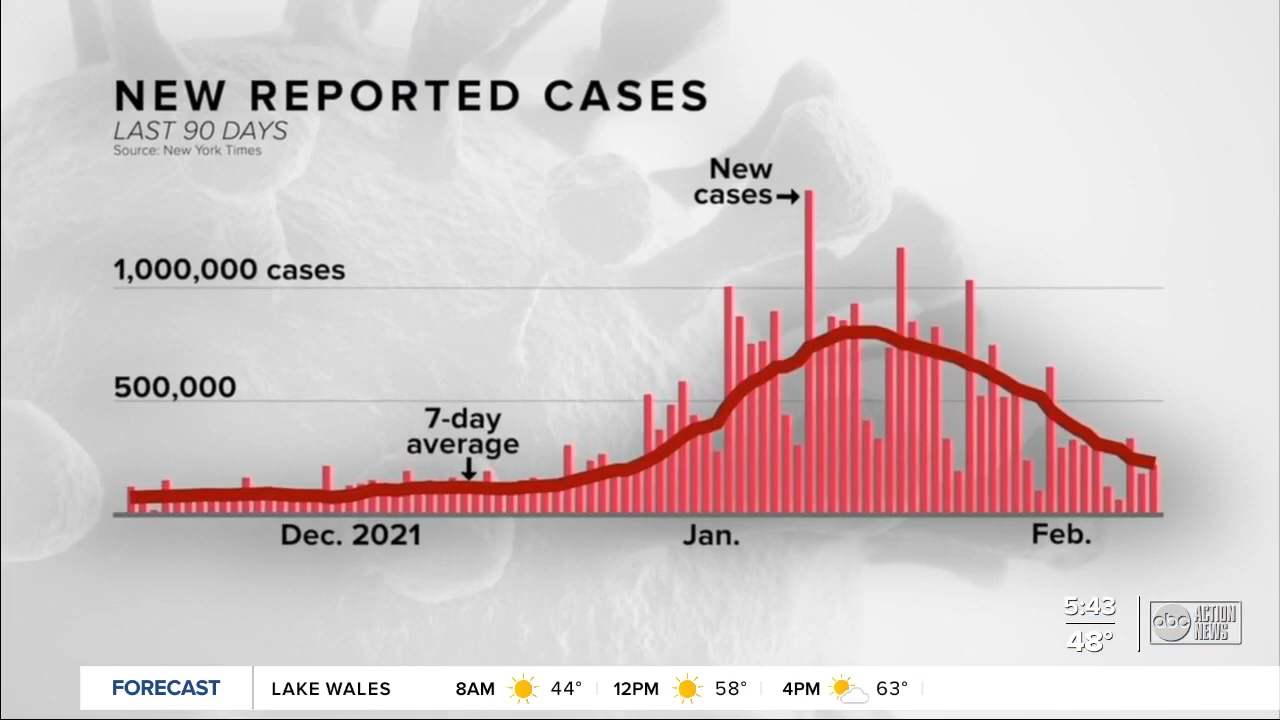 NEW REPORTED CASES
LAST 90 DAYS
Source: New York Times
New
cases
1,000,000 cases
500,000
7-day
average
Dec. 2021 Jan. Feb.
5:43
48°
abc ACTION
NEWS
FORECAST LAKE WALES 8AM 44° 12PM 58° 4PM 63°